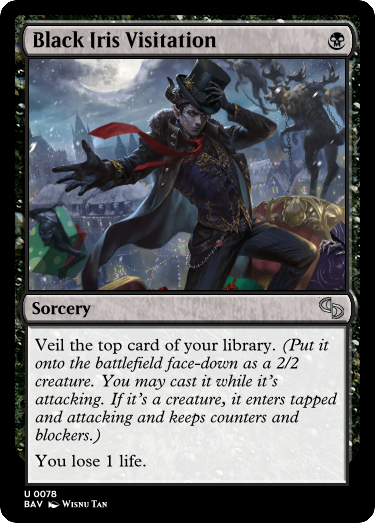 Black Iris Visitation
Sorcery
Veil the top card of your library. (Put it
onto the battlefield face-down as a 2/2
creature. You may cast it while it's
attacking. If it's a creature, it enters tapped
and attacking and keeps counters and
blockers.)
You lose 1 life.
U 0078
BAV Wisnu Tan